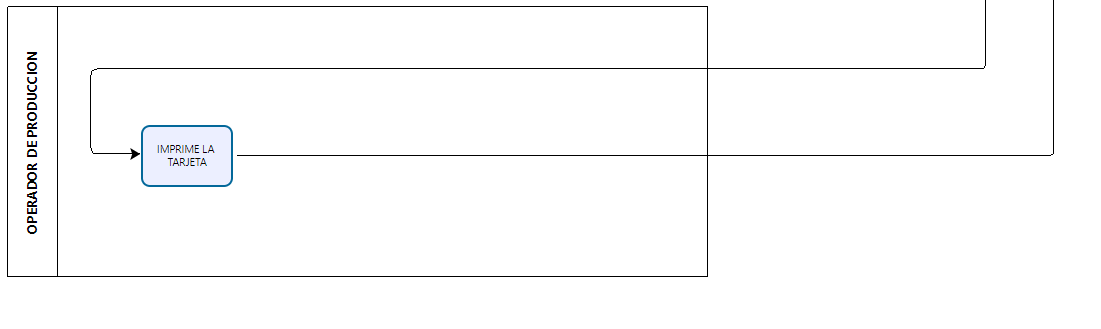 OPERADOR DE PRODUCCION
IMPRIME LA
TARJETA